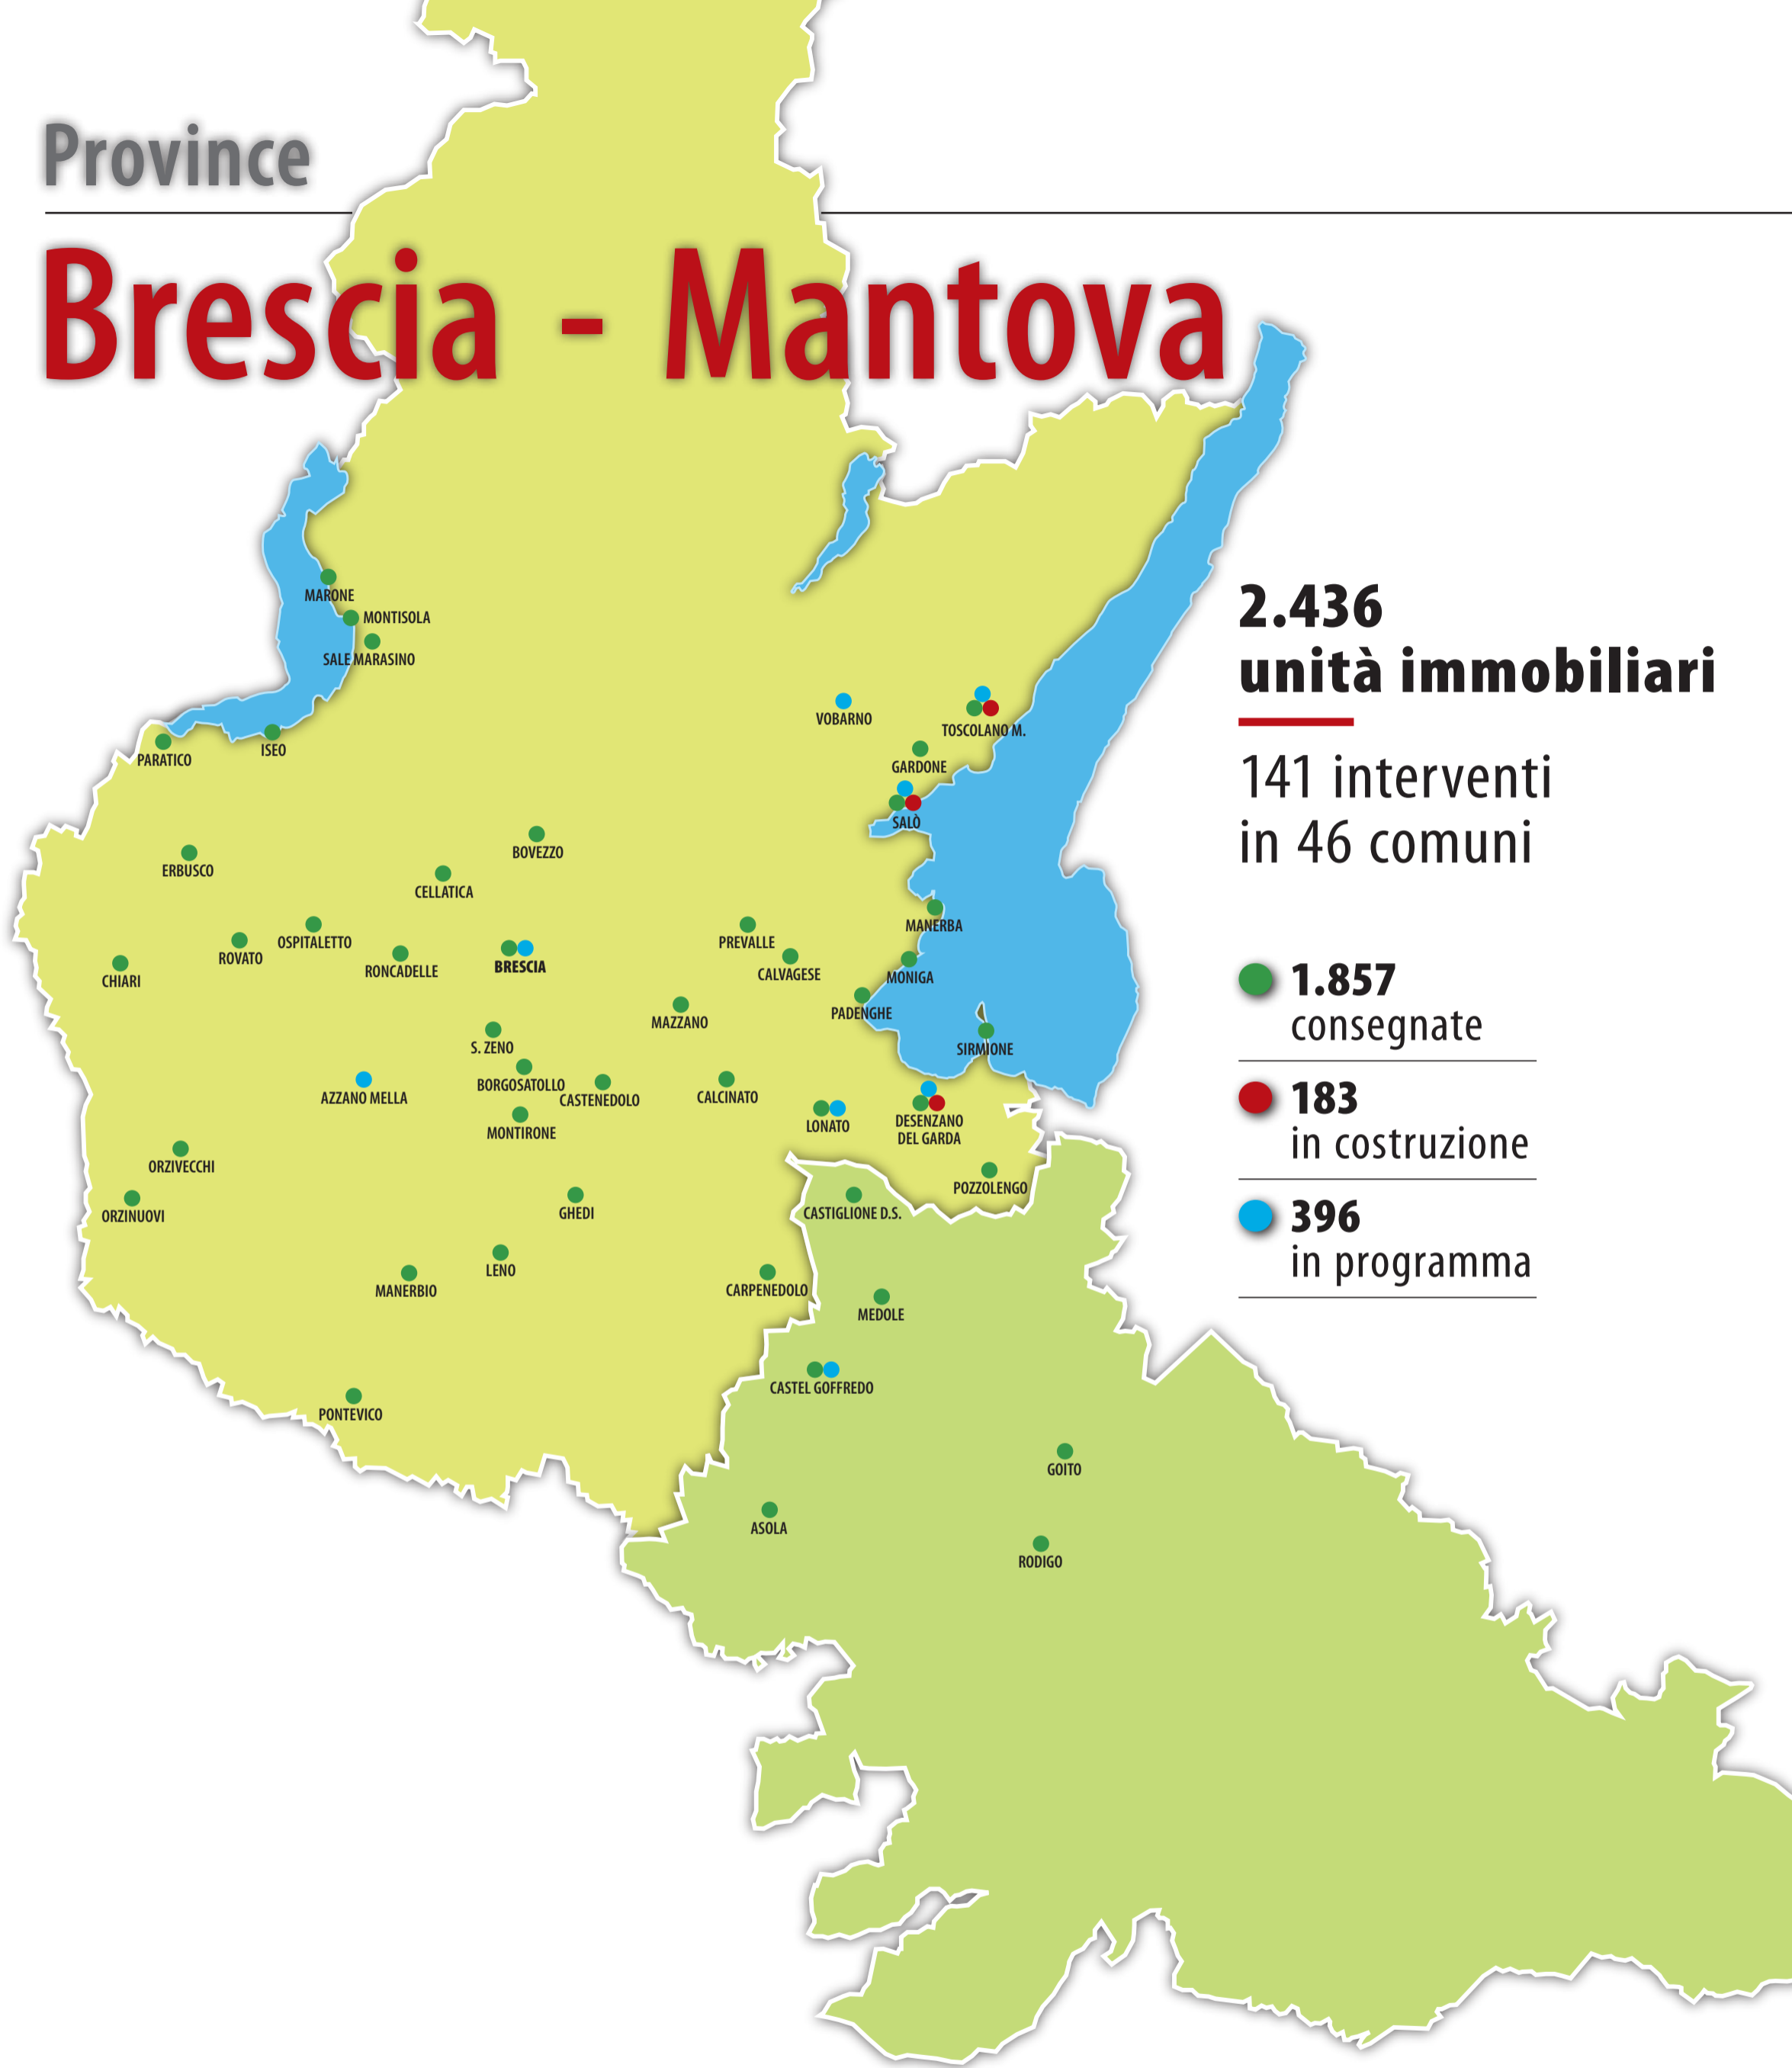 Province
Brescia - Mantova
MARONE
MONTISOLA
SALE MARASINO
2.436
unità immobiliari
141 interventi
in 46 comuni
VOBARNO
TOSCOLANO M.
PARATICO
ISEO
GARDONE
SALÒ
BOVEZZO
ERBUSCO
CELLATICA
MANERBA
OSPITALETTO
PREVALLE
ROVATO
BRESCIA
RONCADELLE
CALVAGESE
MONIGA
CHIARI
1.857
consegnate
PADENGHE
MAZZANO
S. ZENO
SIRMIONE
BORGOSATOLLO
AZZANO MELLA
CASTENEDOLO
CALCINATO
183
in costruzione
LONATO
DESENZANO
DEL GARDA
MONTIRONE
ORZIVECCHI
POZZOLENGO
ORZINUOVI
GHEDI
CASTIGLIONE D.S.
396
in programma
LENO
MANERBIO
CARPENEDOLO
MEDOLE
CASTEL GOFFREDO
PONTEVICO
GOITO
ASOLA
RODIGO